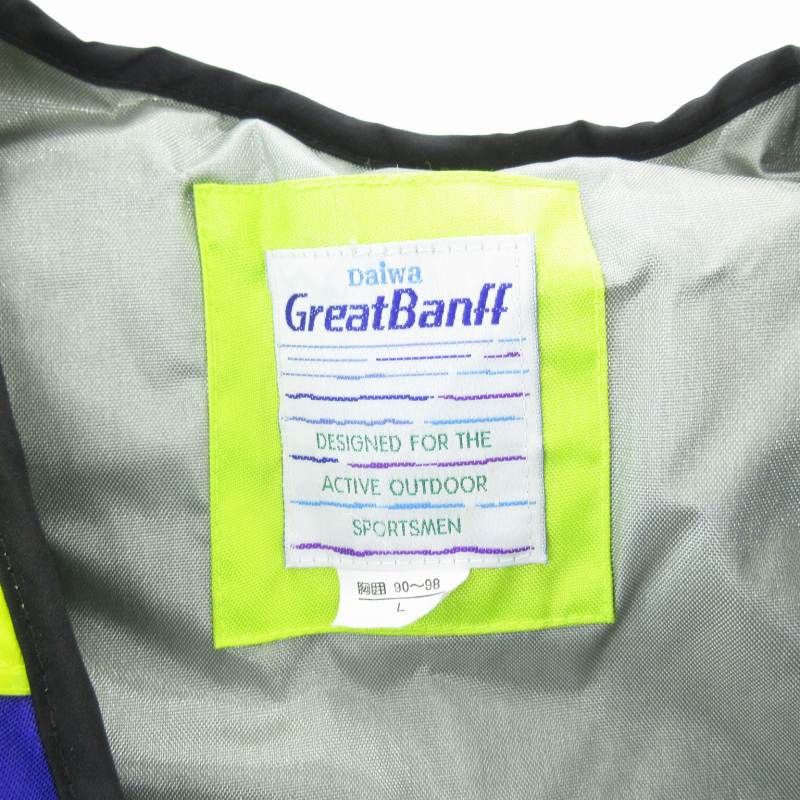 Daiwa
GreatBanff
DESIGNED FOR THE
ACTIVE OUTDOOR
SPORTSMEN
胸囲 90～98
L